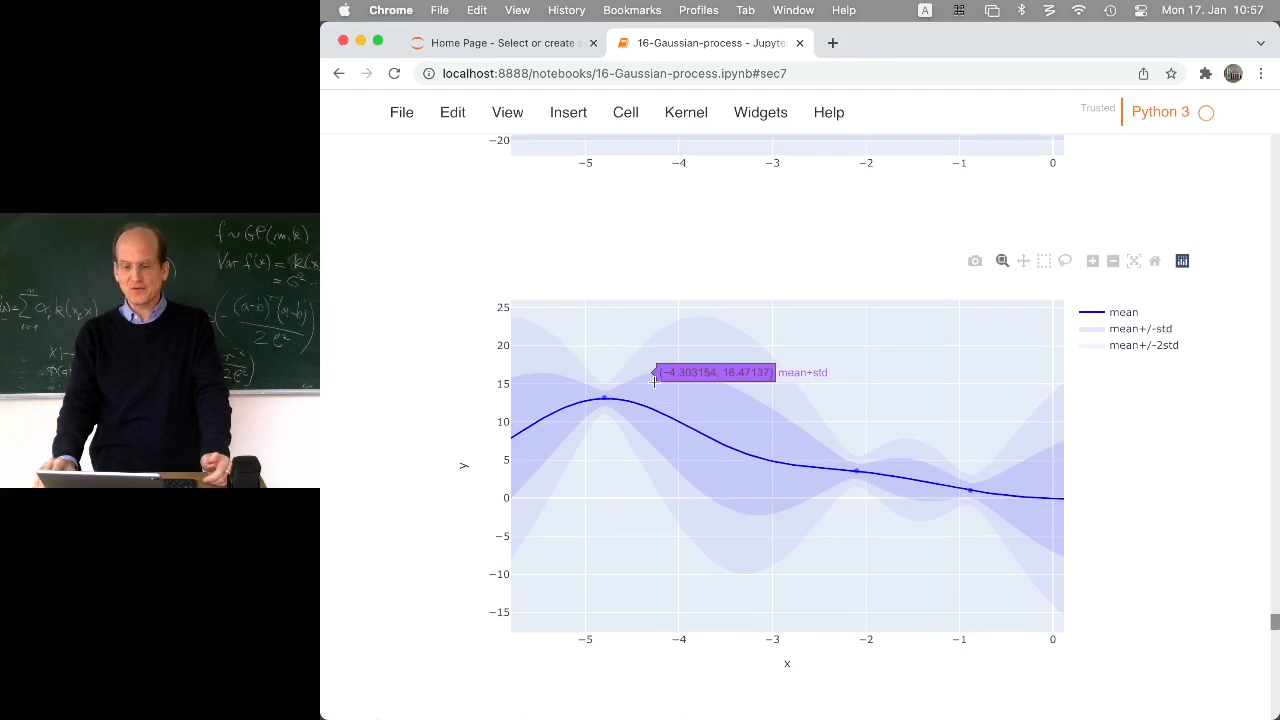 Chrome File Edit View History Bookmarks Profiles Tab Window Help A Mon 17. Jan 10:57
Home Page - Select or create a 16-Gaussian-process - Jupyte
localhost:8888/notebooks/16-Gaussian-process.ipynb#sec7
File Edit View Insert Cell Kernel Widgets Help Trusted Python 3
−20
−5 −4 −3 −2 −1 0
f ~ GP(m,k)
Var f(x) =
25
20
15
10
5
0
−5
−10
−15
y
(−4.303154, 16.47137) mean+std
mean
mean+/-std
mean+/-2std
−5 −4 −3 −2 −1 0
x